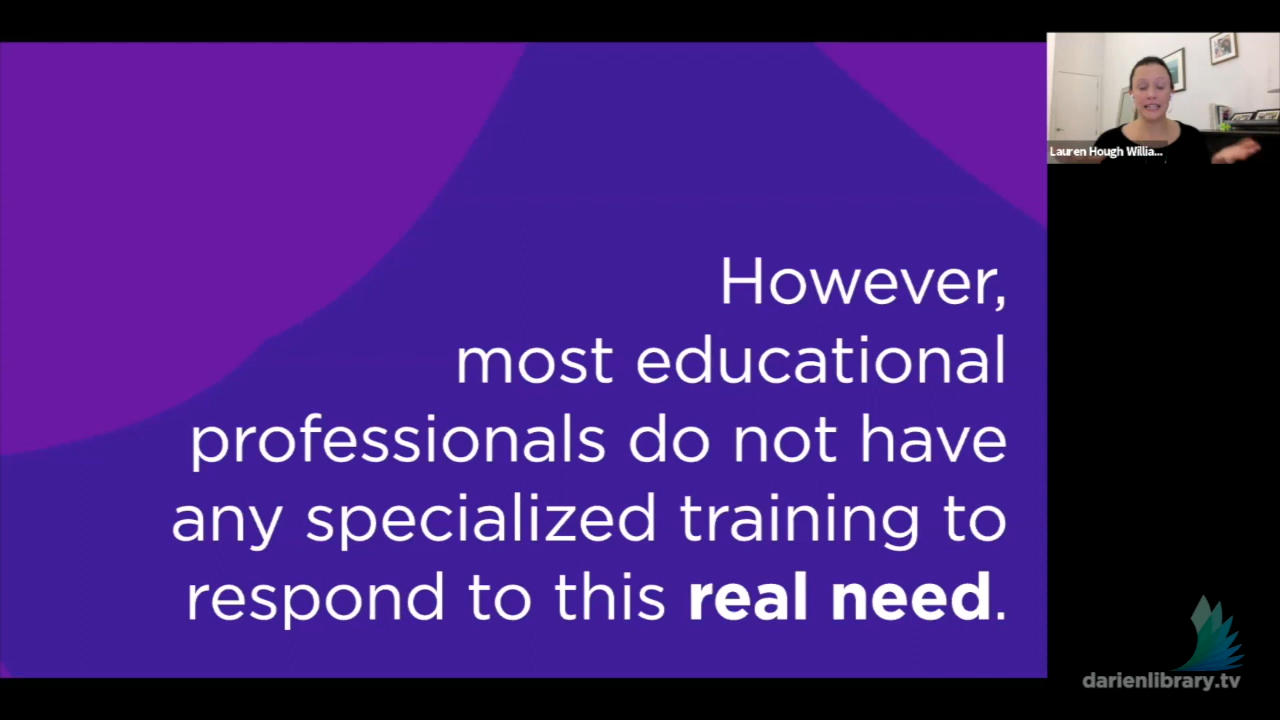 However,
most educational
professionals do not have
any specialized training to
respond to this real need.
Lauren Hough Willia...
darienlibrary.tv